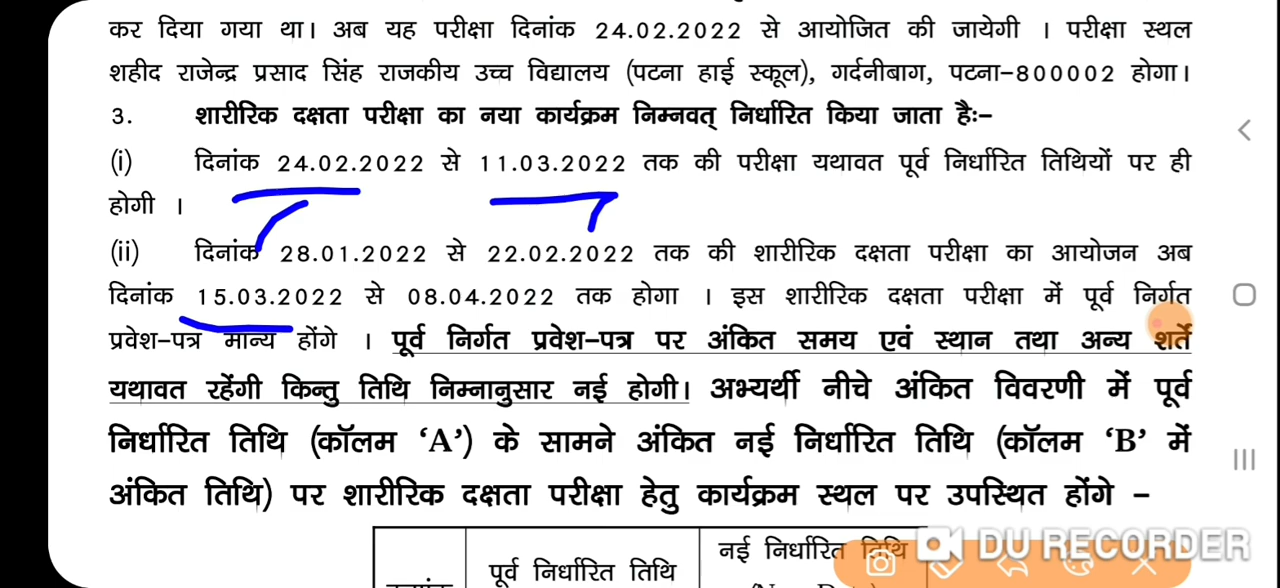 कर दिया गया था। अब यह परीक्षा दिनांक 24.02.2022 से आयोजित की जायेगी । परीक्षा स्थल
शहीद राजेन्द्र प्रसाद सिंह राजकीय उच्च विद्यालय (पटना हाई स्कूल), गर्दनीबाग, पटना-800002 होगा।
3. शारीरिक दक्षता परीक्षा का नया कार्यक्रम निम्नवत् निर्धारित किया जाता हैः-
(i) दिनांक 24.02.2022 से 11.03.2022 तक की परीक्षा यथावत पूर्व निर्धारित तिथियों पर ही
होगी ।
(ii) दिनांक 28.01.2022 से 22.02.2022 तक की शारीरिक दक्षता परीक्षा का आयोजन अब
दिनांक 15.03.2022 से 08.04.2022 तक होगा । इस शारीरिक दक्षता परीक्षा में पूर्व निर्गत
प्रवेश-पत्र मान्य होंगे । पूर्व निर्गत प्रवेश-पत्र पर अंकित समय एवं स्थान तथा अन्य शर्ते
यथावत रहेंगी किन्तु तिथि निम्नानुसार नई होगी। अभ्यर्थी नीचे अंकित विवरणी में पूर्व
निर्धारित तिथि (कॉलम ‘A’) के सामने अंकित नई निर्धारित तिथि (कॉलम ‘B’ में
अंकित तिथि) पर शारीरिक दक्षता परीक्षा हेतु कार्यक्रम स्थल पर उपस्थित होंगे -
नई निर्धारित तिथि
पूर्व निर्धारित तिथि
DU RECORDER